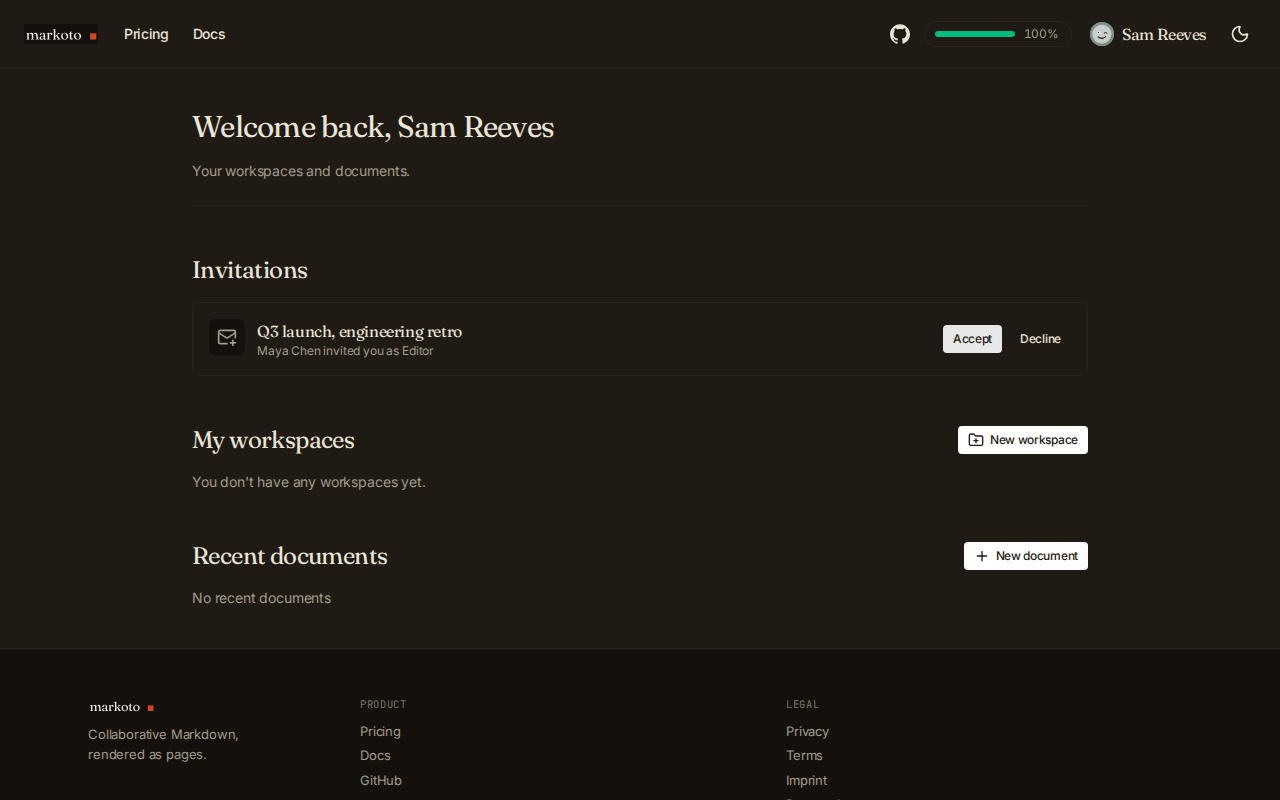 markoto
Pricing
Docs
100%
Sam Reeves
Welcome back, Sam Reeves
Your workspaces and documents.
Invitations
Q3 launch, engineering retro
Maya Chen invited you as Editor
Accept
Decline
My workspaces
New workspace
You don't have any workspaces yet.
Recent documents
New document
No recent documents
markoto
Collaborative Markdown,
rendered as pages.
PRODUCT
Pricing
Docs
GitHub
LEGAL
Privacy
Terms
Imprint